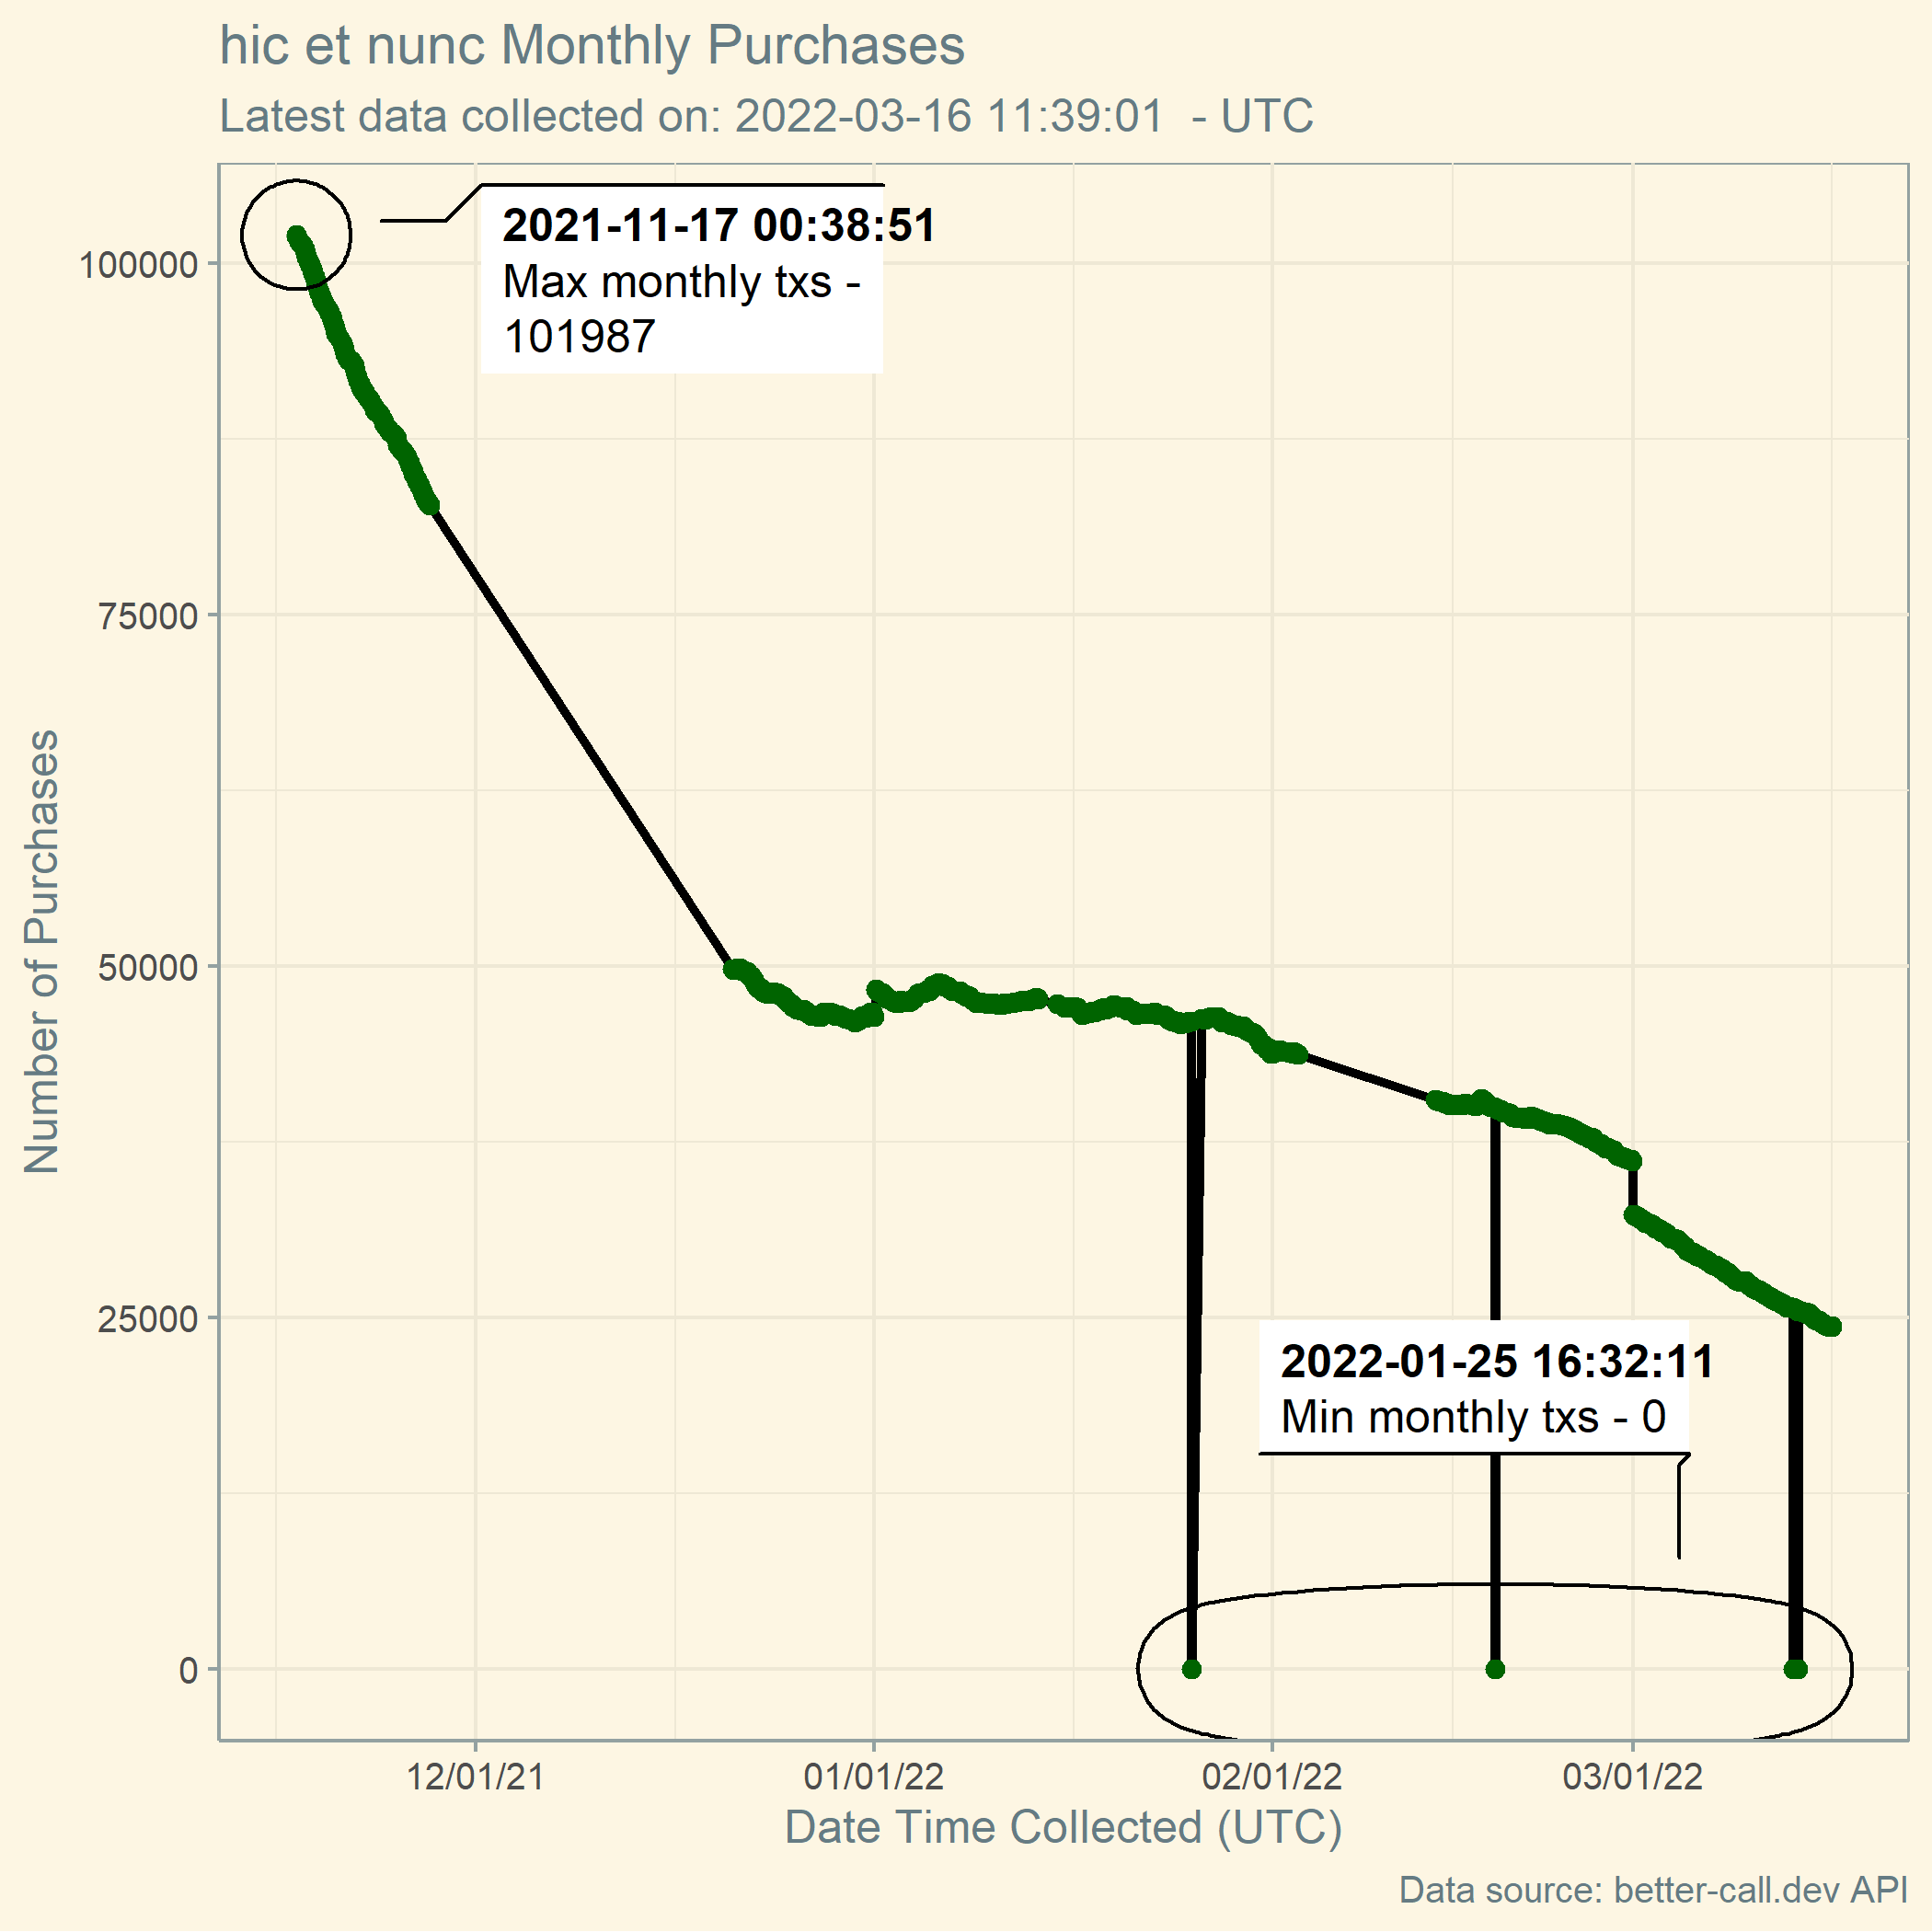 hic et nunc Monthly Purchases
Latest data collected on: 2022-03-16 11:39:01  - UTC
2021-11-17 00:38:51
Max monthly txs -
101987
100000
75000
50000
25000
0
Number of Purchases
2022-01-25 16:32:11
Min monthly txs - 0
12/01/21
01/01/22
02/01/22
03/01/22
Date Time Collected (UTC)
Data source: better-call.dev API